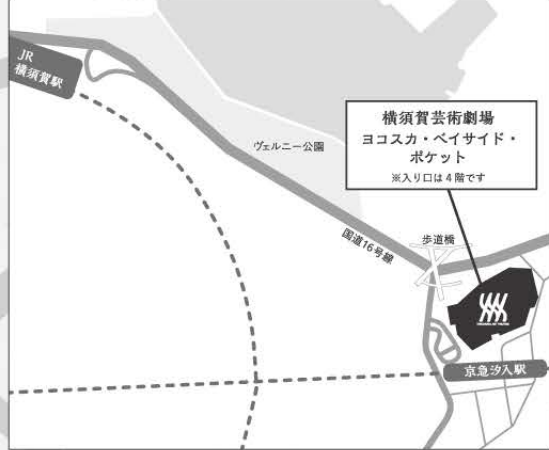 JR
横須賀駅
横須賀芸術劇場
ヨコスカ・ベイサイド・
ポケット
※入り口は4階です
ヴェルニー公園
歩道橋
国道16号線
京急汐入駅